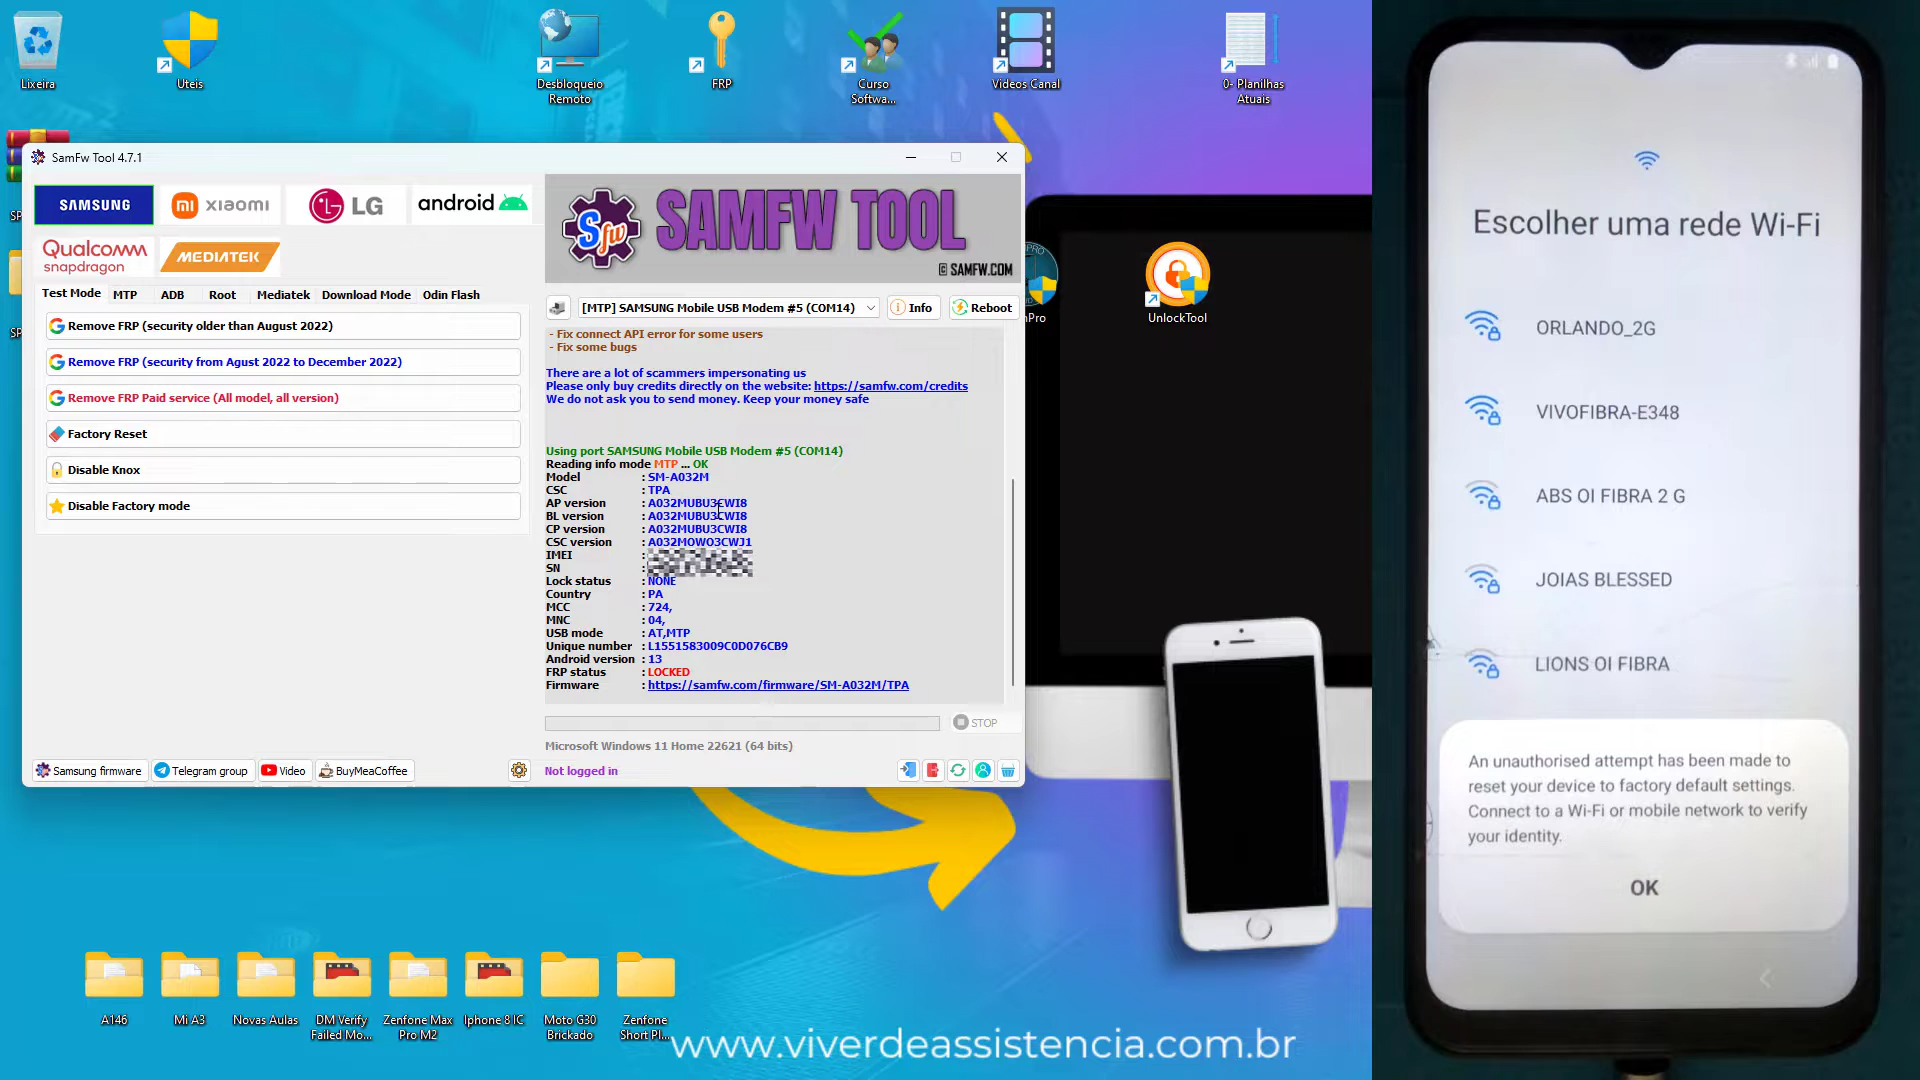 Lixeira
Uteis
Desbloqueio
Remoto
FRP
Curso
Softwa...
Videos Canal
0- Planilhas
Atuais
SamFw Tool 4.7.1
SAMSUNG
xiaomi
LG
android
Qualcomm
snapdragon
MEDIATEK
Sfw
SAMFW TOOL
© SAMFW.COM
Test Mode
MTP
ADB
Root
Mediatek
Download Mode
Odin Flash
[MTP] SAMSUNG Mobile USB Modem #5 (COM14)
Info
Reboot
Remove FRP (security older than August 2022)
Remove FRP (security from Agust 2022 to December 2022)
Remove FRP Paid service (All model, all version)
Factory Reset
Disable Knox
Disable Factory mode
- Fix connect API error for some users
- Fix some bugs
There are a lot of scammers impersonating us
Please only buy credits directly on the website: https://samfw.com/credits
We do not ask you to send money. Keep your money safe
Using port SAMSUNG Mobile USB Modem #5 (COM14)
Reading info mode MTP ... OK
Model : SM-A032M
CSC : TPA
AP version : A032MUBU3CWI8
BL version : A032MUBU3CWI8
CP version : A032MUBU3CWI8
CSC version : A032MOWO3CWJ1
IMEI :
SN :
Lock status : NONE
Country : PA
MCC : 724,
MNC : 04,
USB mode : AT,MTP
Unique number : L1551583009C0D076CB9
Android version : 13
FRP status : LOCKED
Firmware : https://samfw.com/firmware/SM-A032M/TPA
STOP
Microsoft Windows 11 Home 22621 (64 bits)
Samsung firmware
Telegram group
Video
BuyMeaCoffee
Not logged in
UnlockTool
A146
Mi A3
Novas Aulas
DM Verify
Failed Mo...
Zenfone Max
Pro M2
Iphone 8 IC
Moto G30
Brickado
Zenfone
Short Pl...
www.viverdeassistencia.com.br
Escolher uma rede Wi-Fi
ORLANDO_2G
VIVOFIBRA-E348
ABS OI FIBRA 2 G
JOIAS BLESSED
LIONS OI FIBRA
An unauthorised attempt has been made to
reset your device to factory default settings.
Connect to a Wi-Fi or mobile network to verify
your identity.
OK